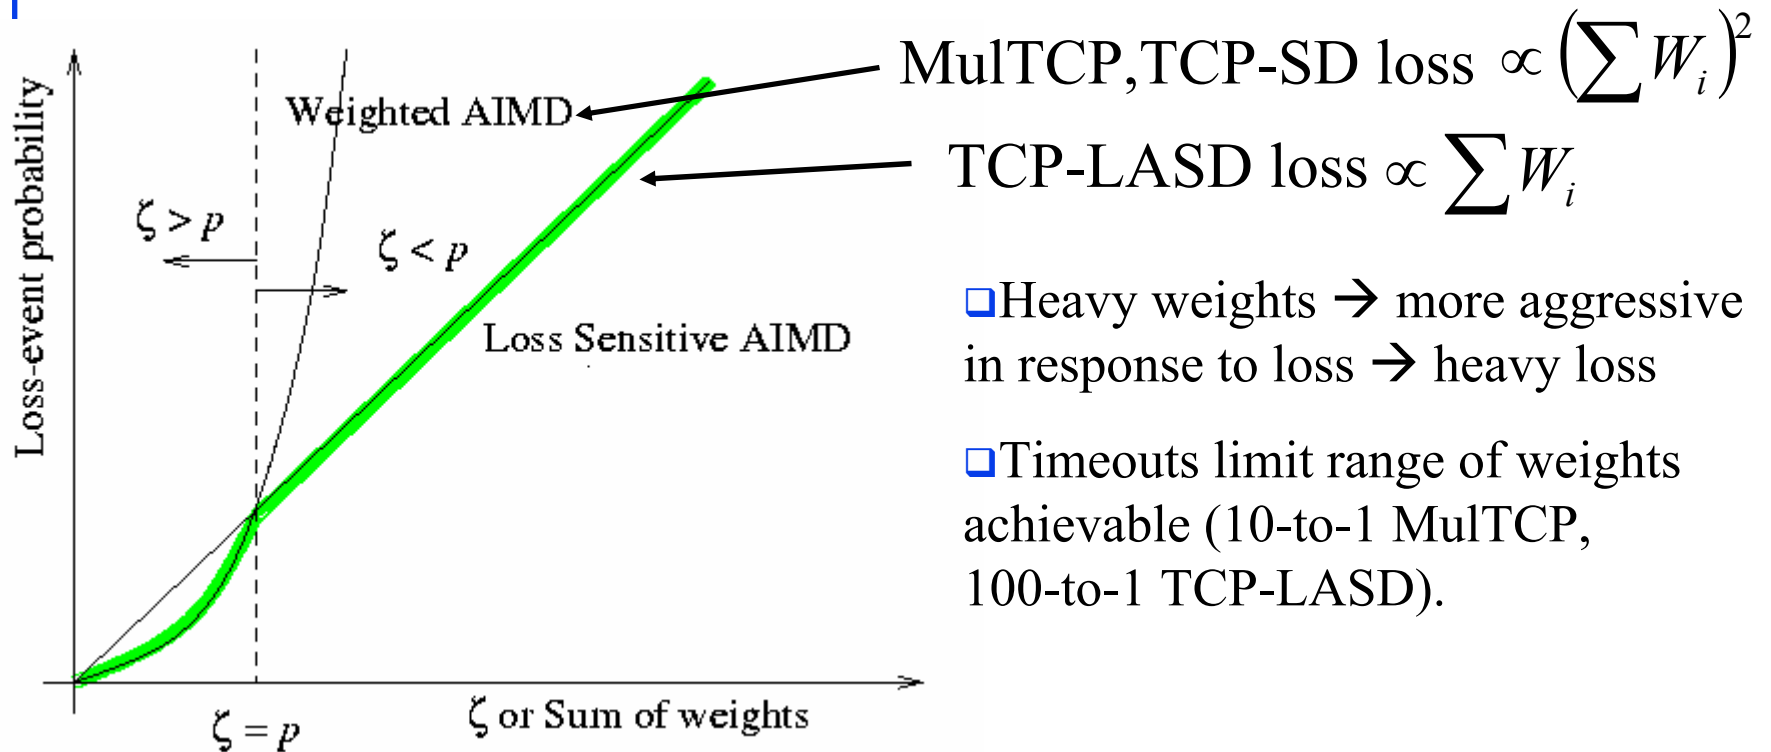 MulTCP,TCP-SD loss ∝ (∑ Wᵢ)²
TCP-LASD loss ∝ ∑ Wᵢ
Loss-event probability
Weighted AIMD
ζ > p
ζ < p
Loss Sensitive AIMD
ζ = p
ζ or Sum of weights
❑Heavy weights → more aggressive
in response to loss → heavy loss
❑Timeouts limit range of weights
achievable (10-to-1 MulTCP,
100-to-1 TCP-LASD).